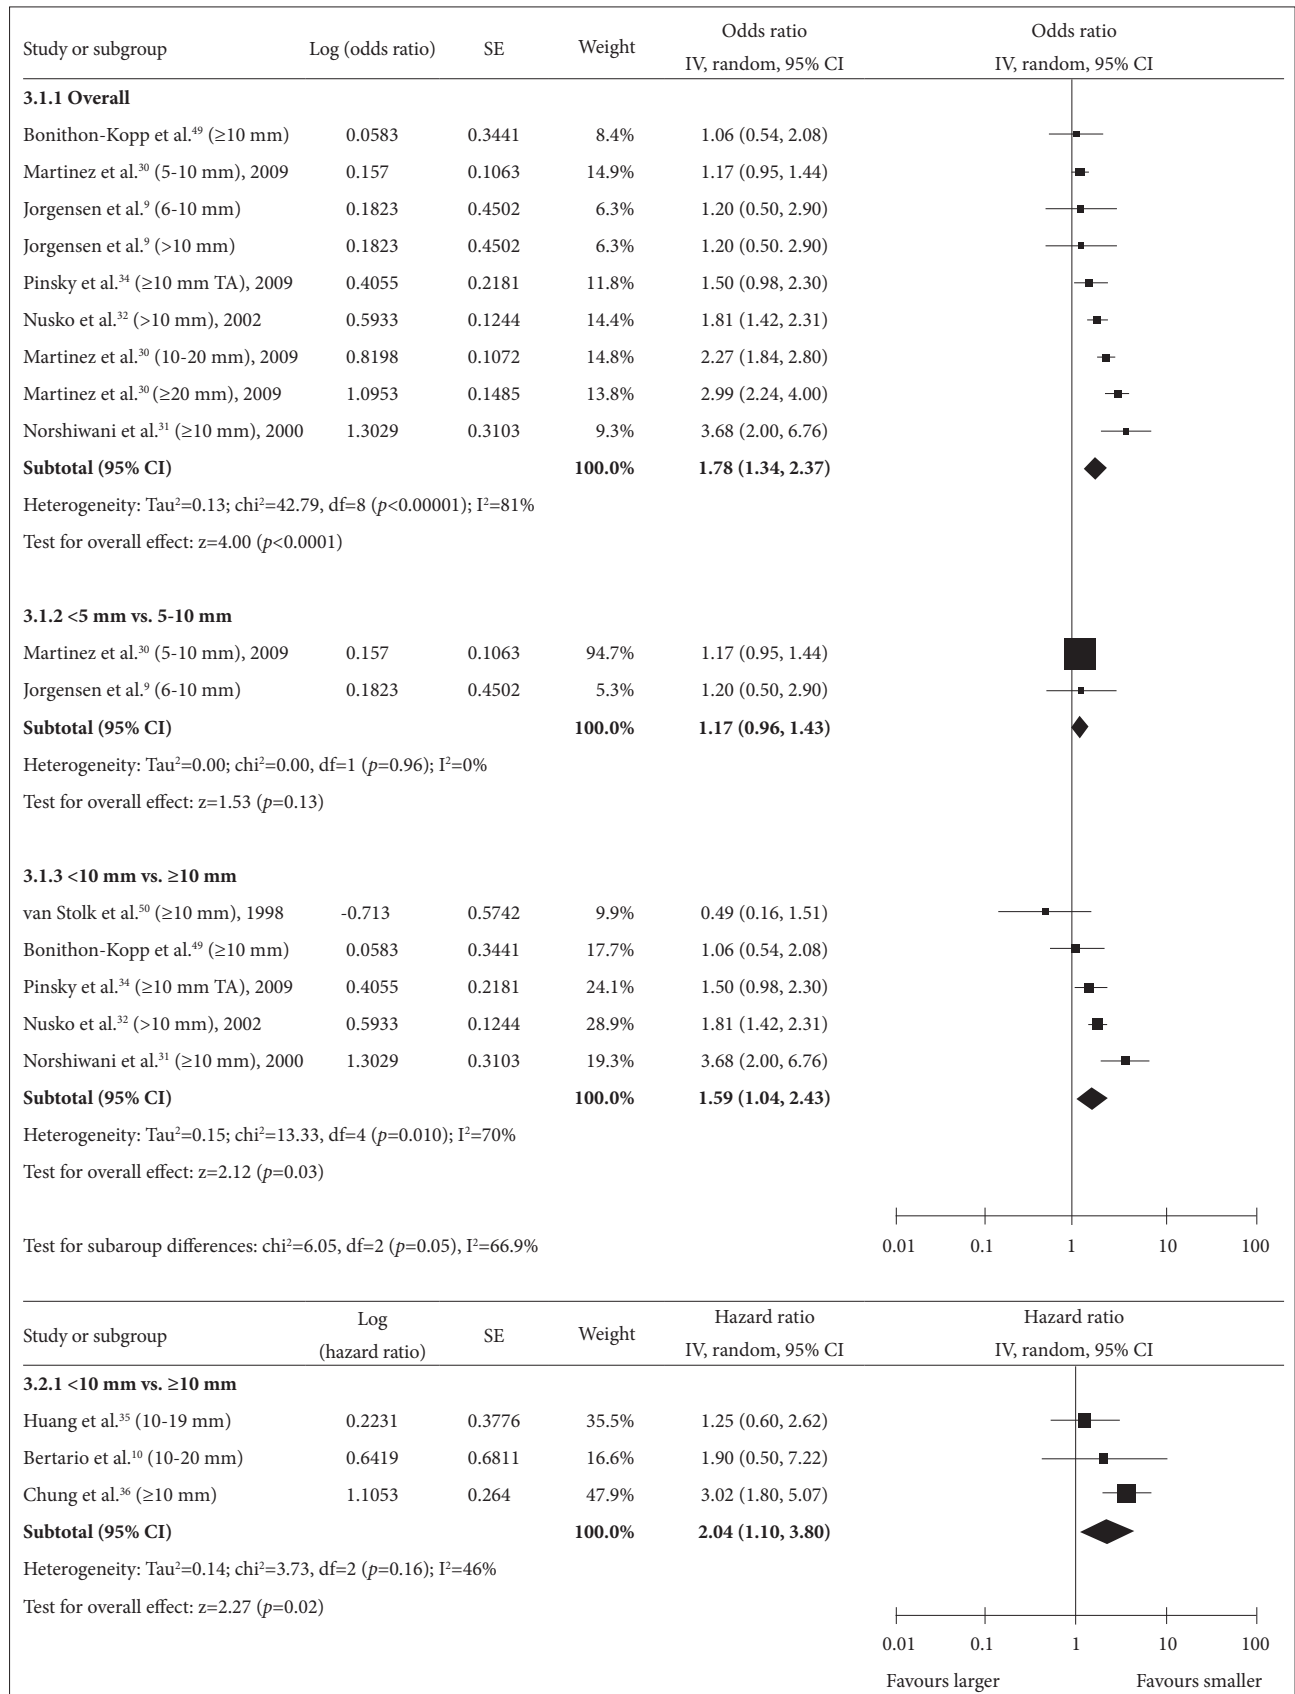 Study or subgroup Log (odds ratio) SE Weight Odds ratio IV, random, 95% CI Odds ratio IV, random, 95% CI
3.1.1 Overall
Bonithon-Kopp et al.⁴⁹ (≥10 mm) 0.0583 0.3441 8.4% 1.06 (0.54, 2.08)
Martinez et al.³⁰ (5-10 mm), 2009 0.157 0.1063 14.9% 1.17 (0.95, 1.44)
Jorgensen et al.⁹ (6-10 mm) 0.1823 0.4502 6.3% 1.20 (0.50, 2.90)
Jorgensen et al.⁹ (>10 mm) 0.1823 0.4502 6.3% 1.20 (0.50. 2.90)
Pinsky et al.³⁴ (≥10 mm TA), 2009 0.4055 0.2181 11.8% 1.50 (0.98, 2.30)
Nusko et al.³² (>10 mm), 2002 0.5933 0.1244 14.4% 1.81 (1.42, 2.31)
Martinez et al.³⁰ (10-20 mm), 2009 0.8198 0.1072 14.8% 2.27 (1.84, 2.80)
Martinez et al.³⁰ (≥20 mm), 2009 1.0953 0.1485 13.8% 2.99 (2.24, 4.00)
Norshiwani et al.³¹ (≥10 mm), 2000 1.3029 0.3103 9.3% 3.68 (2.00, 6.76)
Subtotal (95% CI) 100.0% 1.78 (1.34, 2.37)
Heterogeneity: Tau²=0.13; chi²=42.79, df=8 (p<0.00001); I²=81%
Test for overall effect: z=4.00 (p<0.0001)
3.1.2 <5 mm vs. 5-10 mm
Martinez et al.³⁰ (5-10 mm), 2009 0.157 0.1063 94.7% 1.17 (0.95, 1.44)
Jorgensen et al.⁹ (6-10 mm) 0.1823 0.4502 5.3% 1.20 (0.50, 2.90)
Subtotal (95% CI) 100.0% 1.17 (0.96, 1.43)
Heterogeneity: Tau²=0.00; chi²=0.00, df=1 (p=0.96); I²=0%
Test for overall effect: z=1.53 (p=0.13)
3.1.3 <10 mm vs. ≥10 mm
van Stolk et al.⁵⁰ (≥10 mm), 1998 -0.713 0.5742 9.9% 0.49 (0.16, 1.51)
Bonithon-Kopp et al.⁴⁹ (≥10 mm) 0.0583 0.3441 17.7% 1.06 (0.54, 2.08)
Pinsky et al.³⁴ (≥10 mm TA), 2009 0.4055 0.2181 24.1% 1.50 (0.98, 2.30)
Nusko et al.³² (>10 mm), 2002 0.5933 0.1244 28.9% 1.81 (1.42, 2.31)
Norshiwani et al.³¹ (≥10 mm), 2000 1.3029 0.3103 19.3% 3.68 (2.00, 6.76)
Subtotal (95% CI) 100.0% 1.59 (1.04, 2.43)
Heterogeneity: Tau²=0.15; chi²=13.33, df=4 (p=0.010); I²=70%
Test for overall effect: z=2.12 (p=0.03)
Test for subaroup differences: chi²=6.05, df=2 (p=0.05), I²=66.9% 0.01 0.1 1 10 100
Study or subgroup Log (hazard ratio) SE Weight Hazard ratio IV, random, 95% CI Hazard ratio IV, random, 95% CI
3.2.1 <10 mm vs. ≥10 mm
Huang et al.³⁵ (10-19 mm) 0.2231 0.3776 35.5% 1.25 (0.60, 2.62)
Bertario et al.¹⁰ (10-20 mm) 0.6419 0.6811 16.6% 1.90 (0.50, 7.22)
Chung et al.³⁶ (≥10 mm) 1.1053 0.264 47.9% 3.02 (1.80, 5.07)
Subtotal (95% CI) 100.0% 2.04 (1.10, 3.80)
Heterogeneity: Tau²=0.14; chi²=3.73, df=2 (p=0.16); I²=46%
Test for overall effect: z=2.27 (p=0.02)
0.01 0.1 1 10 100
Favours larger Favours smaller